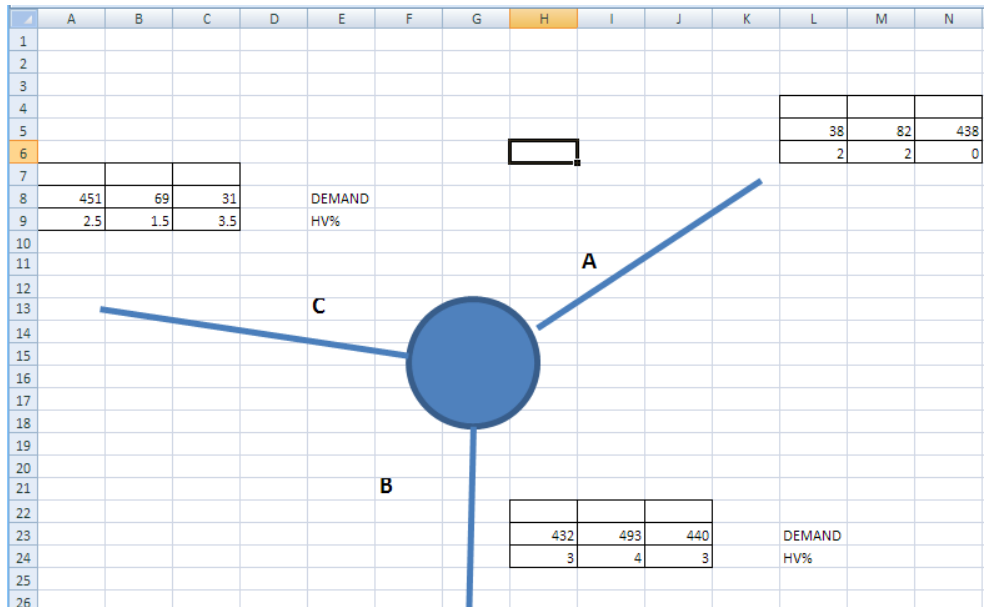 A B C D E F G H I J K L M N
1
2
3
4
5 38 82 438
6 2 2 0
7
8 451 69 31 DEMAND
9 2.5 1.5 3.5 HV%
10
11 A
12
13 C
14
15
16
17
18
19
20
21 B
22
23 432 493 440 DEMAND
24 3 4 3 HV%
25
26